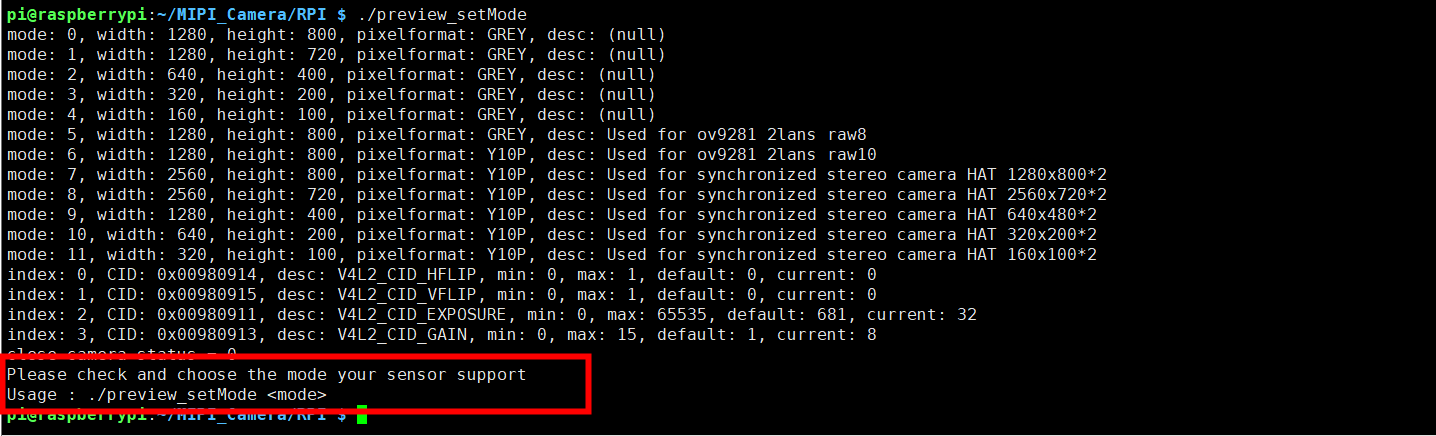 pi@raspberrypi:~/MIPI_Camera/RPI $ ./preview_setMode
mode: 0, width: 1280, height: 800, pixelformat: GREY, desc: (null)
mode: 1, width: 1280, height: 720, pixelformat: GREY, desc: (null)
mode: 2, width: 640, height: 400, pixelformat: GREY, desc: (null)
mode: 3, width: 320, height: 200, pixelformat: GREY, desc: (null)
mode: 4, width: 160, height: 100, pixelformat: GREY, desc: (null)
mode: 5, width: 1280, height: 800, pixelformat: GREY, desc: Used for ov9281 2lans raw8
mode: 6, width: 1280, height: 800, pixelformat: Y10P, desc: Used for ov9281 2lans raw10
mode: 7, width: 2560, height: 800, pixelformat: Y10P, desc: Used for synchronized stereo camera HAT 1280x800*2
mode: 8, width: 2560, height: 720, pixelformat: Y10P, desc: Used for synchronized stereo camera HAT 2560x720*2
mode: 9, width: 1280, height: 400, pixelformat: Y10P, desc: Used for synchronized stereo camera HAT 640x480*2
mode: 10, width: 640, height: 200, pixelformat: Y10P, desc: Used for synchronized stereo camera HAT 320x200*2
mode: 11, width: 320, height: 100, pixelformat: Y10P, desc: Used for synchronized stereo camera HAT 160x100*2
index: 0, CID: 0x00980914, desc: V4L2_CID_HFLIP, min: 0, max: 1, default: 0, current: 0
index: 1, CID: 0x00980915, desc: V4L2_CID_VFLIP, min: 0, max: 1, default: 0, current: 0
index: 2, CID: 0x00980911, desc: V4L2_CID_EXPOSURE, min: 0, max: 65535, default: 681, current: 32
index: 3, CID: 0x00980913, desc: V4L2_CID_GAIN, min: 0, max: 15, default: 1, current: 8
close camera status = 0
Please check and choose the mode your sensor support
Usage : ./preview_setMode <mode>
pi@raspberrypi:~/MIPI_Camera/RPI $